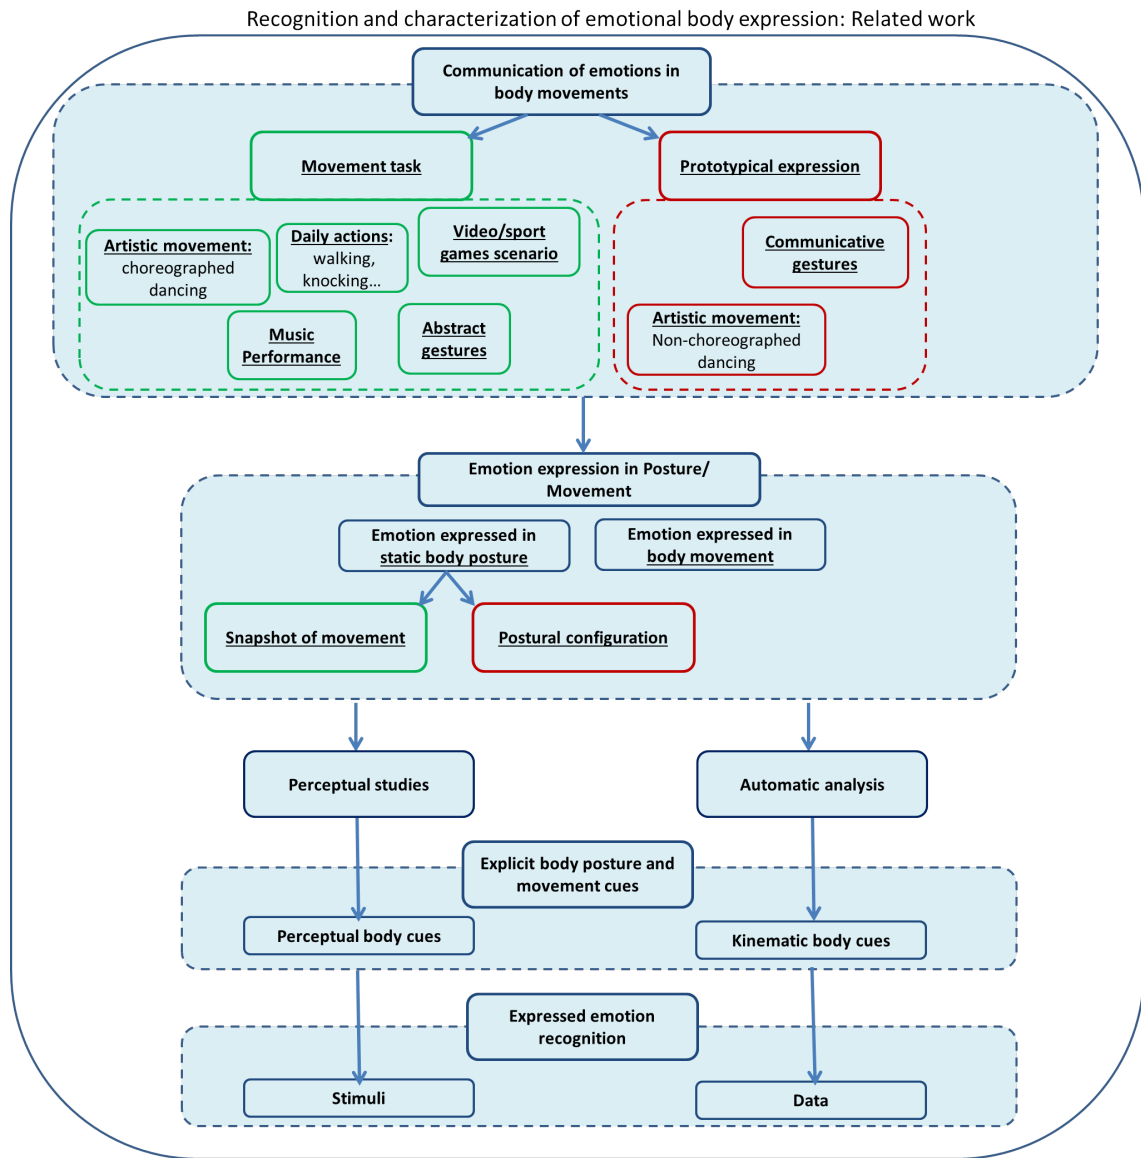 Recognition and characterization of emotional body expression: Related work
Communication of emotions in
body movements
Movement task
Prototypical expression
Artistic movement:
choreographed
dancing
Daily actions:
walking,
knocking...
Video/sport
games scenario
Music
Performance
Abstract
gestures
Communicative
gestures
Artistic movement:
Non-choreographed
dancing
Emotion expression in Posture/
Movement
Emotion expressed in
static body posture
Emotion expressed in
body movement
Snapshot of movement
Postural configuration
Perceptual studies
Automatic analysis
Explicit body posture and
movement cues
Perceptual body cues
Kinematic body cues
Expressed emotion
recognition
Stimuli
Data